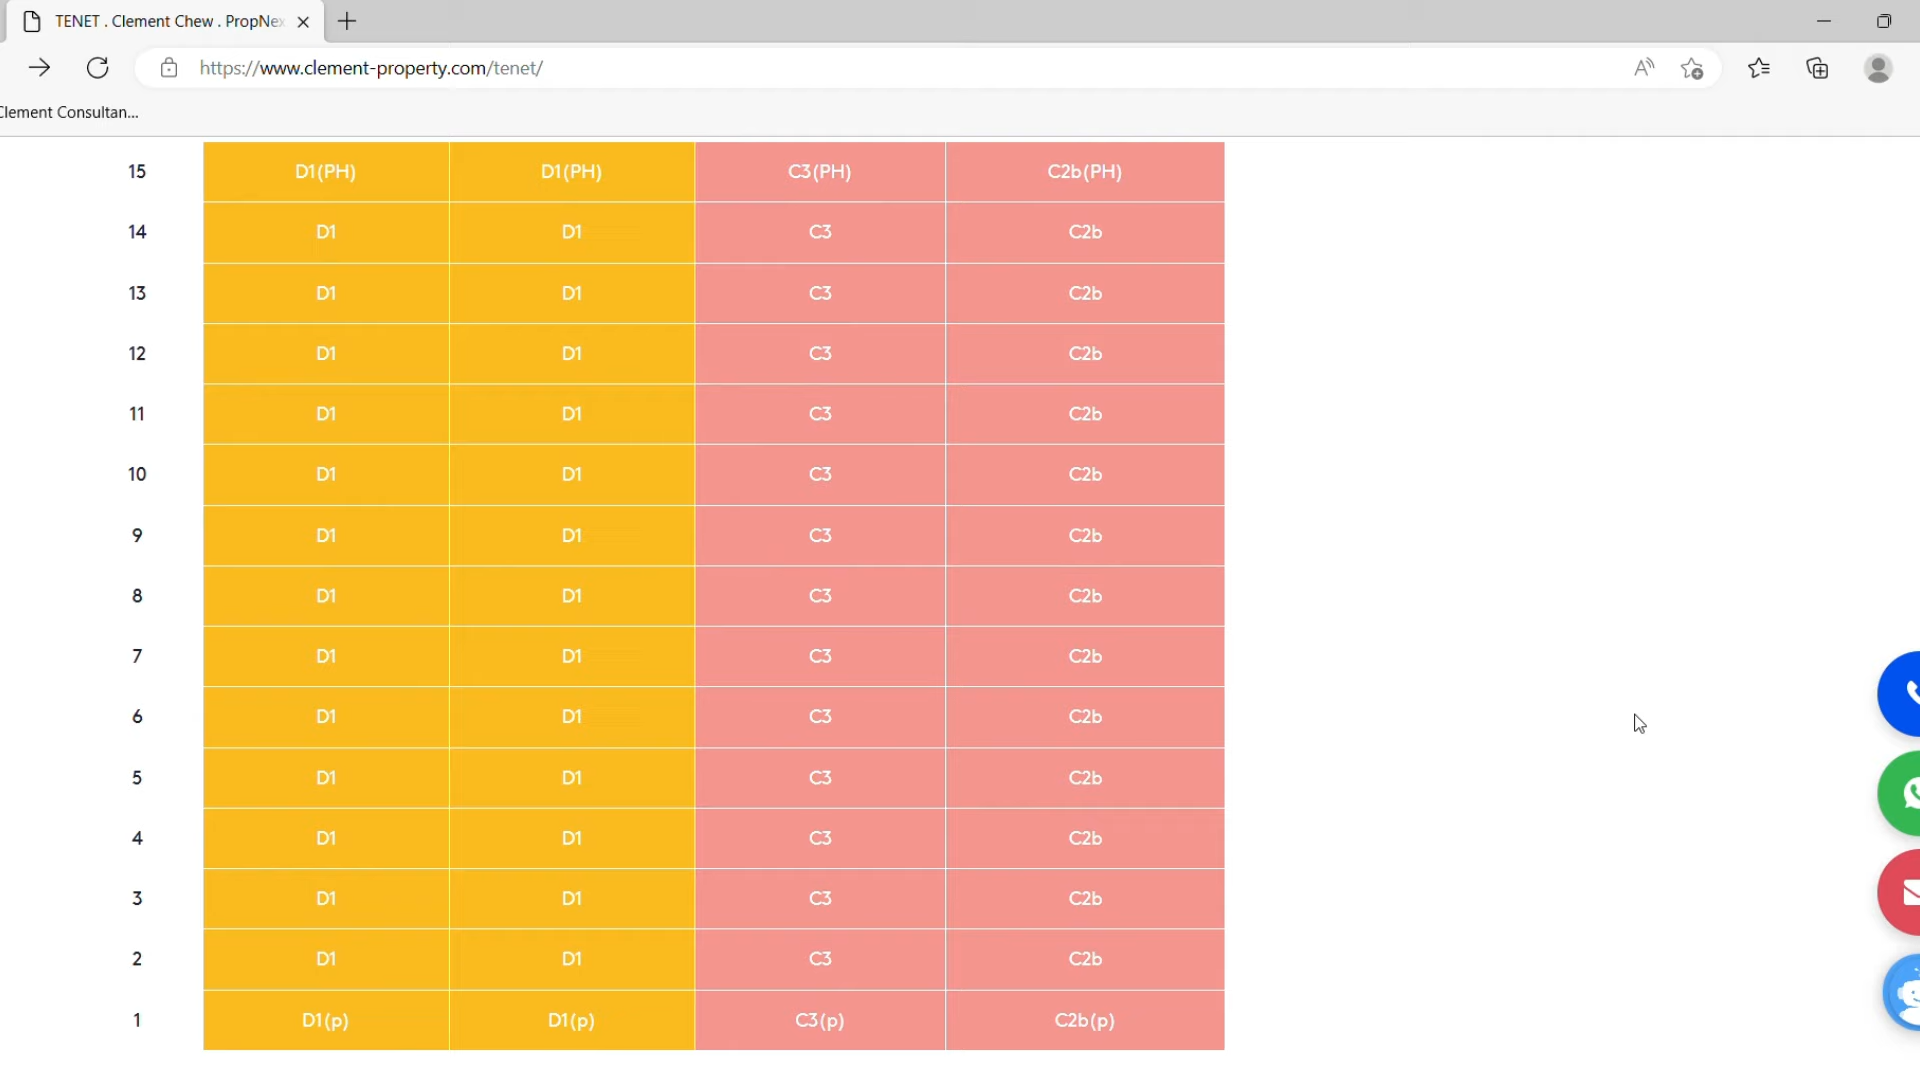 TENET . Clement Chew . PropNex
https://www.clement-property.com/tenet/
Clement Consultan...
15 D1(PH) D1(PH) C3(PH) C2b(PH)
14 D1 D1 C3 C2b
13 D1 D1 C3 C2b
12 D1 D1 C3 C2b
11 D1 D1 C3 C2b
10 D1 D1 C3 C2b
9 D1 D1 C3 C2b
8 D1 D1 C3 C2b
7 D1 D1 C3 C2b
6 D1 D1 C3 C2b
5 D1 D1 C3 C2b
4 D1 D1 C3 C2b
3 D1 D1 C3 C2b
2 D1 D1 C3 C2b
1 D1(p) D1(p) C3(p) C2b(p)